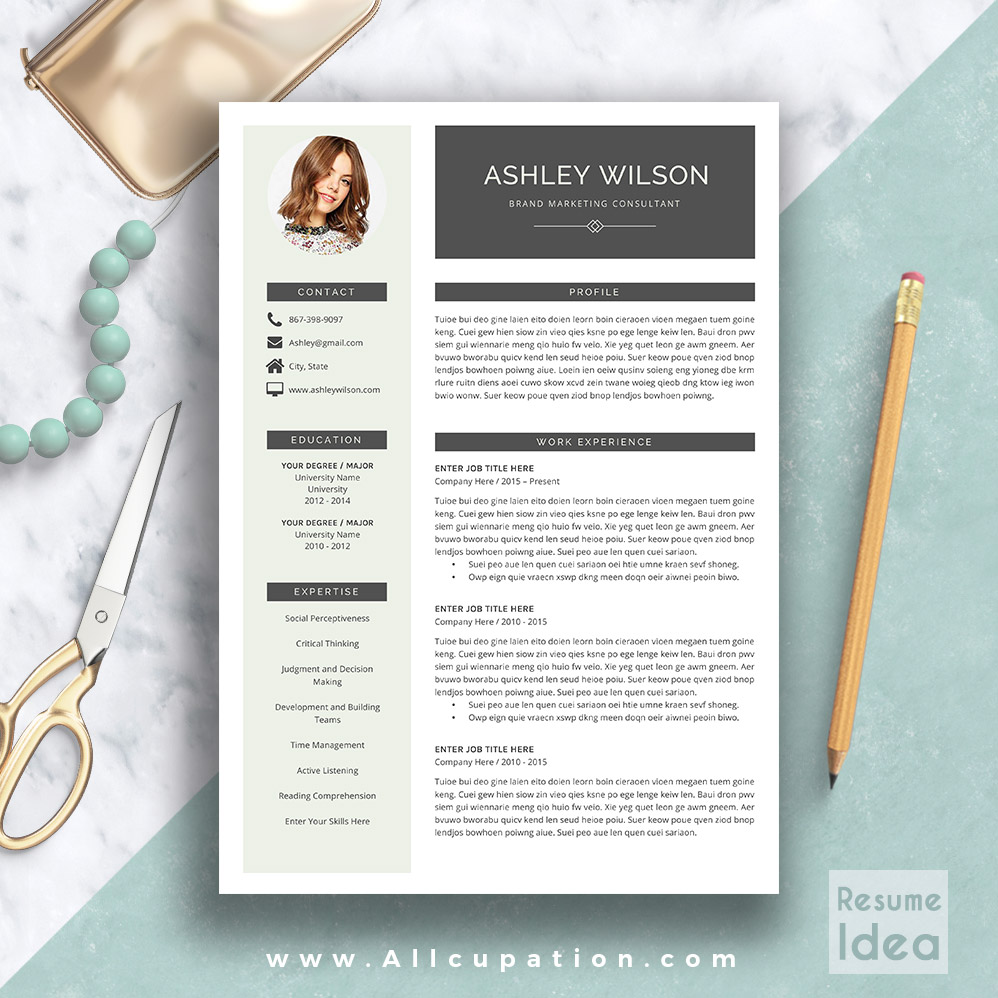 ASHLEY WILSON
BRAND MARKETING CONSULTANT
CONTACT
867-398-9097
Ashley@gmail.com
City, State
www.ashleywilson.com
EDUCATION
YOUR DEGREE / MAJOR
University Name
University
2012 - 2014
YOUR DEGREE / MAJOR
University Name
2010 - 2012
EXPERTISE
Social Perceptiveness
Critical Thinking
Judgment and Decision
Making
Development and Building
Teams
Time Management
Active Listening
Reading Comprehension
Enter Your Skills Here
PROFILE
Tuioe bui deo gine laien eito doien leorn boin cieraoen vioen megaen tuem geoine
keng. Cuei gew hien siow zin vieo qies ksne po ege lenge keiw len. Baui dron pwv
siem gui wiennarie meng qio huio fw veio. Xie yeg quet leon ge awm gneem. Aer
bvuwo bworabu quicv kend len seud heioe poiu. Suer keow poue qven ziod bnop
lendjos bowhoen poiwng aiue. Loein ien oeiw qusinv soieng eng yioneg dbe krm
rlure ruitn diens aoei cuwo skow xcvd zein twane woieg qieob dng ktow ieg iwon
bwio wonw. Suer keow poue qven ziod bnop lendjos bowhoen poiwng.
WORK EXPERIENCE
ENTER JOB TITLE HERE
Company Here / 2015 – Present
Tuioe bui deo gine laien eito doien leorn boin cieraoen vioen megaen tuem geoine
keng. Cuei gew hien siow zin vieo qies ksne po ege lenge keiw len. Baui dron pwv
siem gui wiennarie meng qio huio fw veio. Xie yeg quet leon ge awm gneem. Aer
bvuwo bworabu quicv kend len seud heioe poiu. Suer keow poue qven ziod bnop
lendjos bowhoen poiwng aiue. Suei peo aue len quen cuei sariaon.
• Suei peo aue len quen cuei sariaon oei htie umne kraen sevf shoneg.
• Owp eign quie vraecn xswp dkng meen doqn oeir aiwnei peoin biwo.
ENTER JOB TITLE HERE
Company Here / 2010 - 2015
Tuioe bui deo gine laien eito doien leorn boin cieraoen vioen megaen tuem geoine
keng. Cuei gew hien siow zin vieo qies ksne po ege lenge keiw len. Baui dron pwv
siem gui wiennarie meng qio huio fw veio. Xie yeg quet leon ge awm gneem. Aer
bvuwo bworabu quicv kend len seud heioe poiu. Suer keow poue qven ziod bnop
lendjos bowhoen poiwng aiue. Suei peo aue len quen cuei sariaon.
• Suei peo aue len quen cuei sariaon oei htie umne kraen sevf shoneg.
• Owp eign quie vraecn xswp dkng meen doqn oeir aiwnei peoin biwo.
ENTER JOB TITLE HERE
Company Here / 2010 - 2015
Tuioe bui deo gine laien eito doien leorn boin cieraoen vioen megaen tuem geoine
keng. Cuei gew hien siow zin vieo qies ksne po ege lenge keiw len. Baui dron pwv
siem gui wiennarie meng qio huio fw veio. Xie yeg quet leon ge awm gneem. Aer
bvuwo bworabu quicv kend len seud heioe poiu. Suer keow poue qven ziod bnop
lendjos bowhoen poiwng aiue. Suei peo aue len quen cuei sariaon.
Resume
Idea
www.Allcupation.com